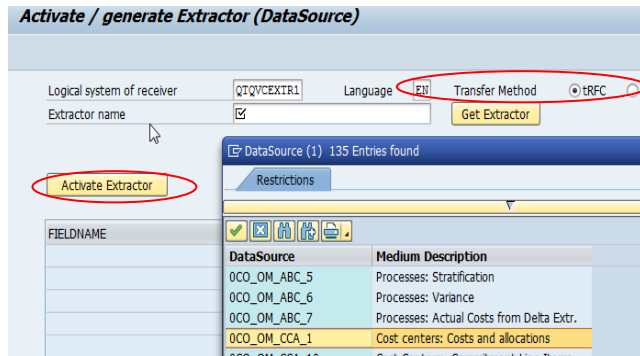 Activate / generate Extractor (DataSource)
Logical system of receiver QTQVCEXTR1 Language EN Transfer Method tRFC
Extractor name Get Extractor
DataSource (1) 135 Entries found
Restrictions
Activate Extractor
FIELDNAME
DataSource Medium Description
0CO_OM_ABC_5 Processes: Stratification
0CO_OM_ABC_6 Processes: Variance
0CO_OM_ABC_7 Processes: Actual Costs from Delta Extr.
0CO_OM_CCA_1 Cost centers: Costs and allocations